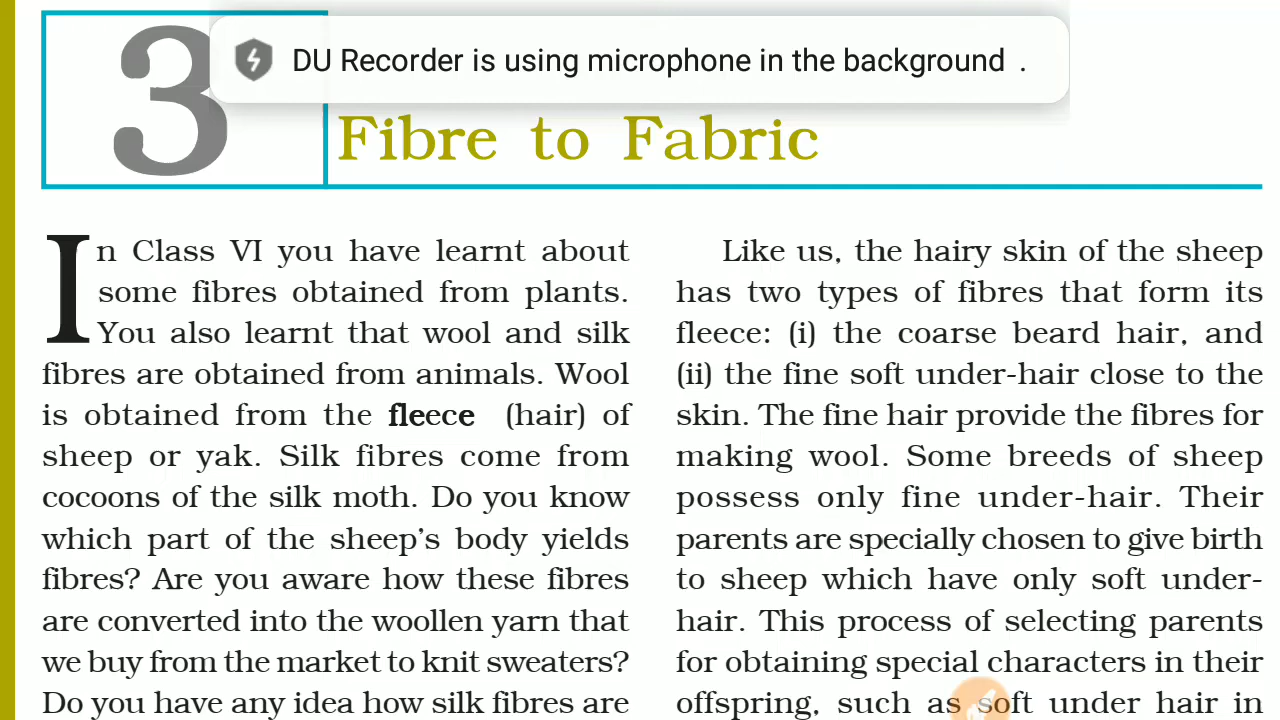 DU Recorder is using microphone in the background .
3
Fibre to Fabric
In Class VI you have learnt about
some fibres obtained from plants.
You also learnt that wool and silk
fibres are obtained from animals. Wool
is obtained from the fleece (hair) of
sheep or yak. Silk fibres come from
cocoons of the silk moth. Do you know
which part of the sheep's body yields
fibres? Are you aware how these fibres
are converted into the woollen yarn that
we buy from the market to knit sweaters?
Do you have any idea how silk fibres are
Like us, the hairy skin of the sheep
has two types of fibres that form its
fleece: (i) the coarse beard hair, and
(ii) the fine soft under-hair close to the
skin. The fine hair provide the fibres for
making wool. Some breeds of sheep
possess only fine under-hair. Their
parents are specially chosen to give birth
to sheep which have only soft under-
hair. This process of selecting parents
for obtaining special characters in their
offspring, such as soft under hair in